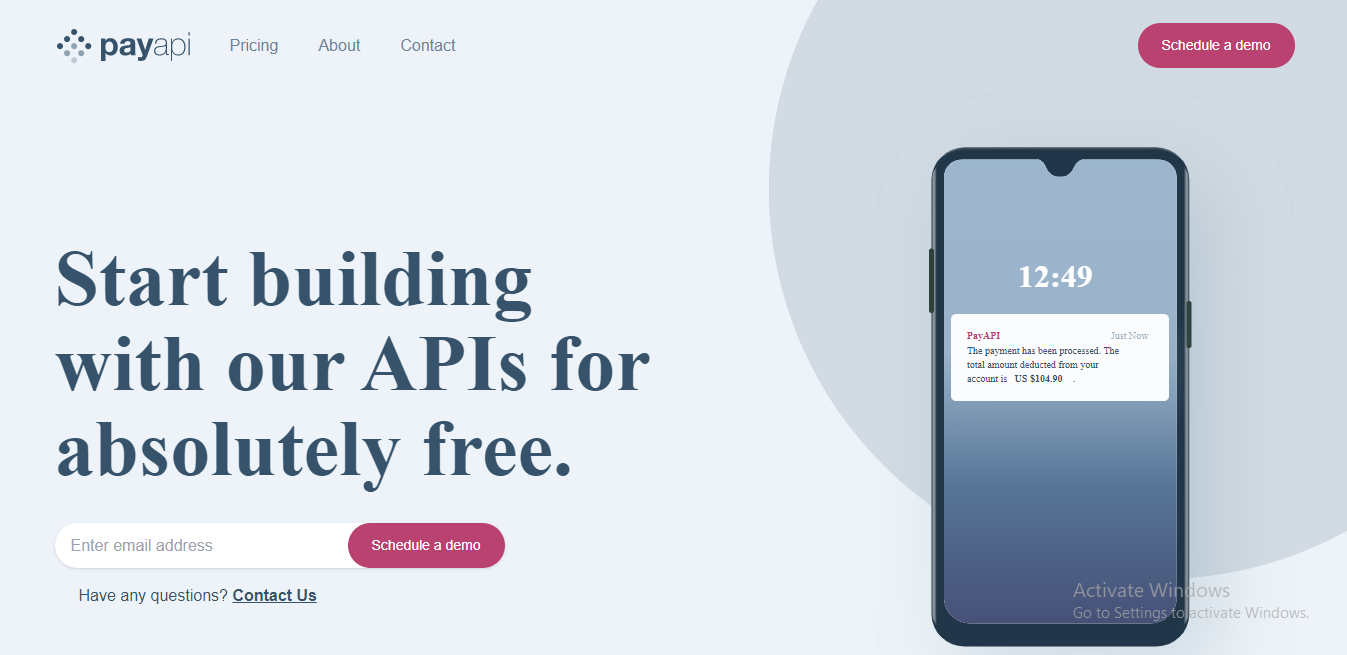 payapi
Pricing
About
Contact
Schedule a demo
Start building
with our APIs for
absolutely free.
Enter email address
Schedule a demo
Have any questions? Contact Us
12:49
PayAPI
Just Now
The payment has been processed. The
total amount deducted from your
account is US $104.90 .
Activate Windows
Go to Settings to activate Windows.